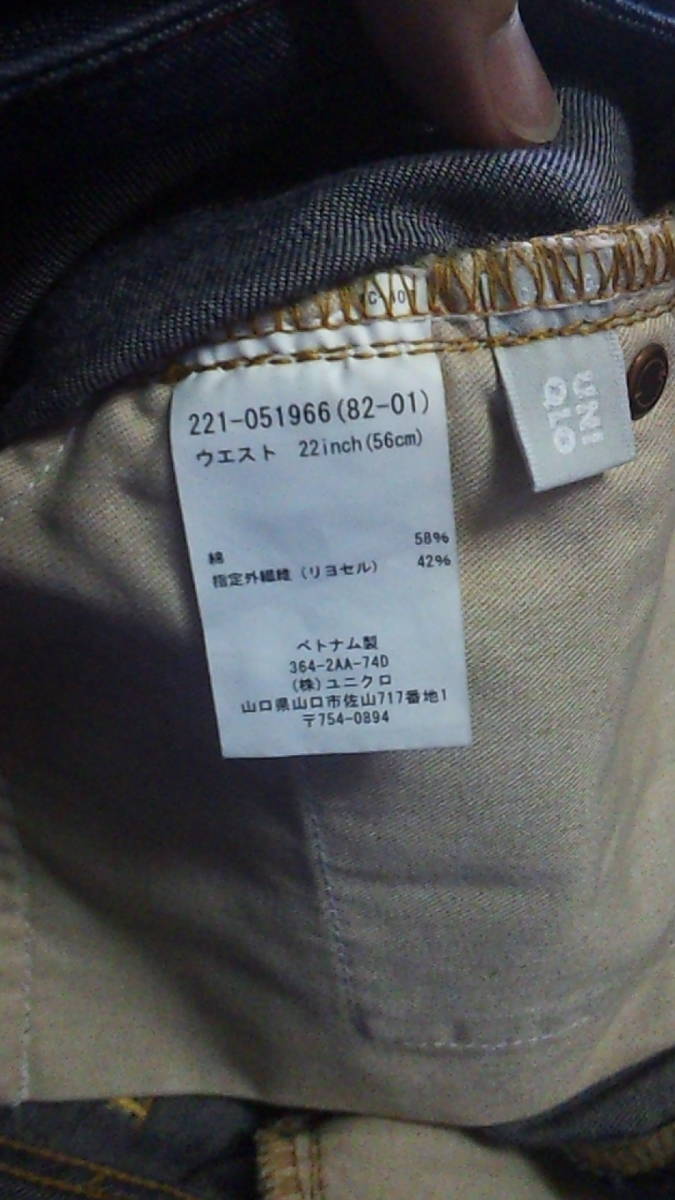 221-051966(82-01)
ウエスト 22inch(56cm)
綿 58%
指定外繊維(リヨセル) 42%
ベトナム製
364-2AA-74D
(株)ユニクロ
山口県山口市佐山717番地1
〒754-0894
UNI
QLO